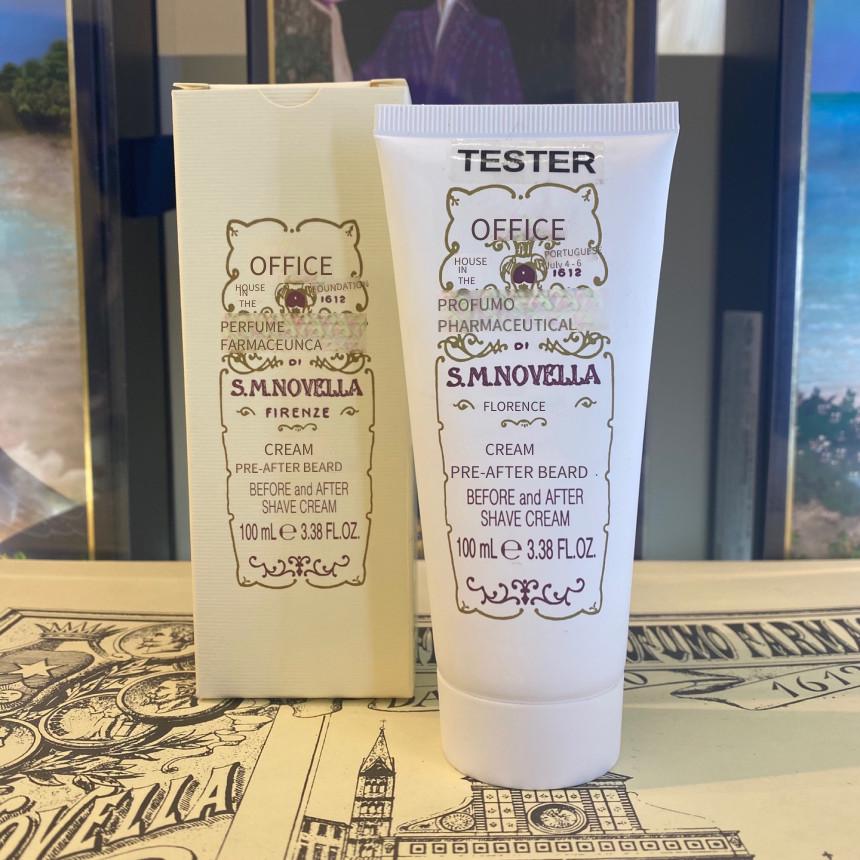 OFFICE
HOUSE
IN
THE
FOUNDATION
1612
PERFUME
FARMACEUNCA
DI
S.M.NOVELLA
FIRENZE
CREAM
PRE-AFTER BEARD
BEFORE and AFTER
SHAVE CREAM
100 mL ℮ 3.38 FL.OZ.
TESTER
OFFICE
HOUSE
IN
THE
PORTUGUESE
July 4 - 6
1612
PROFUMO
PHARMACEUTICAL
DI
S.M.NOVELLA
FLORENCE
CREAM
PRE-AFTER BEARD .
BEFORE and AFTER
SHAVE CREAM
100 mL ℮ 3.38 FL.OZ.
1612